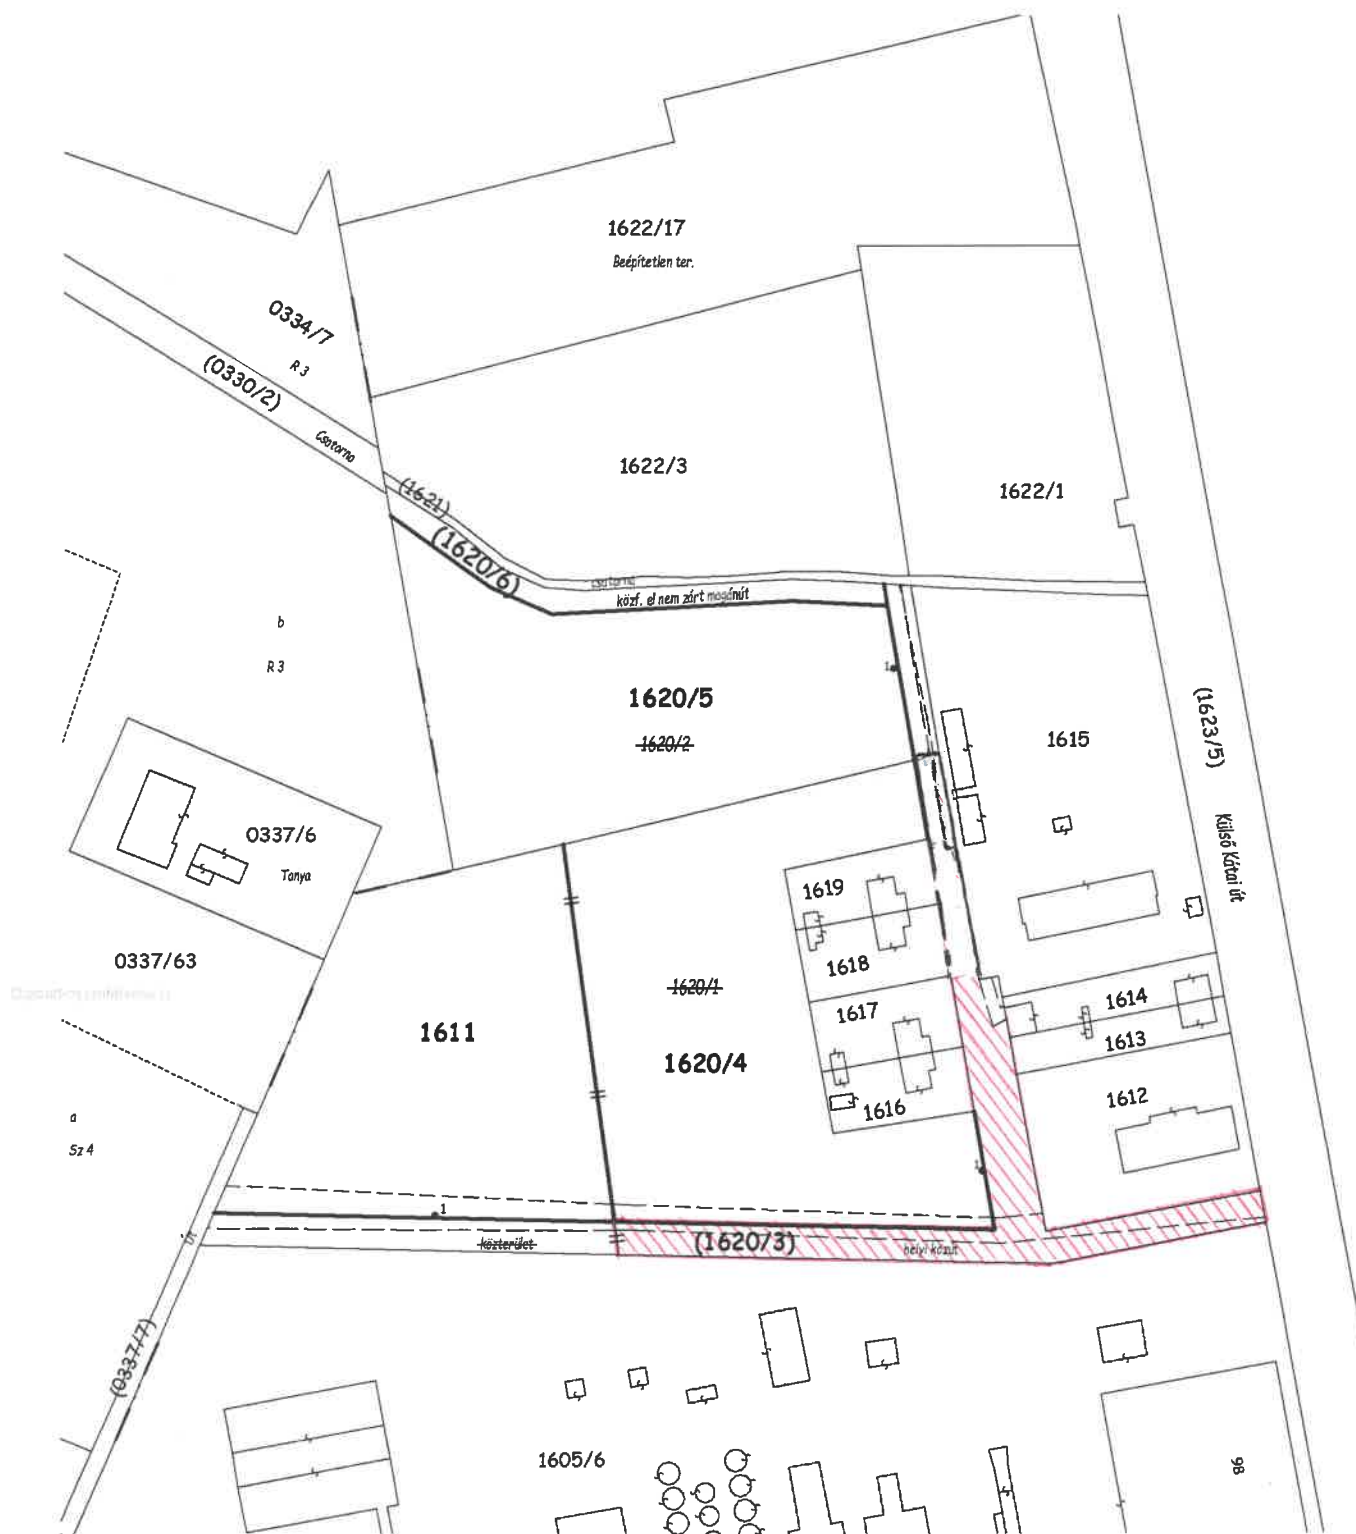 1622/17
Beépítetlen ter.
0334/7
R 3
(0330/2)
Csatorna
1622/3
1622/1
(1621)
(1620/6)
csatorna
közf. el nem zárt magánút
b
R 3
1
1620/5
1620/2
1615
(1623/5)
Külső Kátai út
0337/6
Tanya
1619
0337/63
1618
1620/1
1617
1614
1611
1613
1620/4
1616
1612
a
Sz 4
1
1
Út
közterület
(1620/3)
helyi közút
(0337/7)
1605/6
98